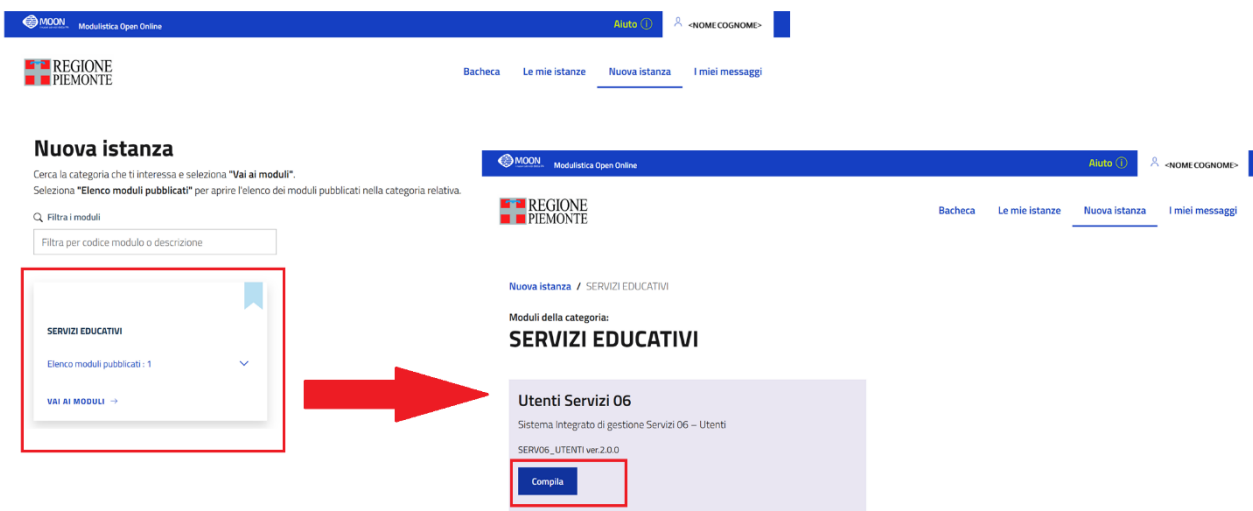 MOON Modulistica Open Online
Aiuto
<NOME COGNOME>
REGIONE
PIEMONTE
Bacheca Le mie istanze Nuova istanza I miei messaggi
Nuova istanza
Cerca la categoria che ti interessa e seleziona "Vai ai moduli".
Seleziona "Elenco moduli pubblicati" per aprire l'elenco dei moduli pubblicati nella categoria relativa.
Filtra i moduli
Filtra per codice modulo o descrizione
SERVIZI EDUCATIVI
Elenco moduli pubblicati : 1
VAI AI MODULI →
MOON Modulistica Open Online
Aiuto
<NOME COGNOME>
REGIONE
PIEMONTE
Bacheca Le mie istanze Nuova istanza I miei messaggi
Nuova istanza / SERVIZI EDUCATIVI
Moduli della categoria:
SERVIZI EDUCATIVI
Utenti Servizi 06
Sistema Integrato di gestione Servizi 06 – Utenti
SERV06_UTENTI ver.2.0.0
Compila